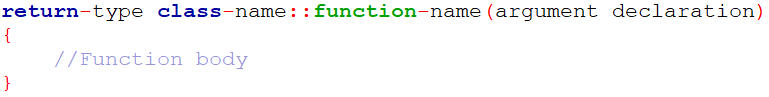 return-type class-name::function-name(argument declaration)
{
    //Function body
}